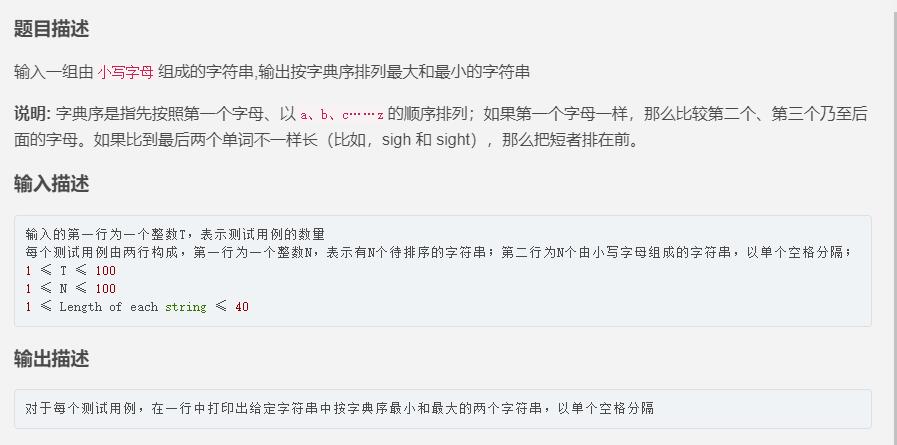 题目描述
输入一组由 小写字母 组成的字符串,输出按字典序排列最大和最小的字符串
说明: 字典序是指先按照第一个字母、以 a、b、c……z 的顺序排列；如果第一个字母一样，那么比较第二个、第三个乃至后
面的字母。如果比到最后两个单词不一样长（比如，sigh 和 sight），那么把短者排在前。
输入描述
输入的第一行为一个整数T，表示测试用例的数量
每个测试用例由两行构成，第一行为一个整数N，表示有N个待排序的字符串；第二行为N个由小写字母组成的字符串，以单个空格分隔；
1 ≤ T ≤ 100
1 ≤ N ≤ 100
1 ≤ Length of each string ≤ 40
输出描述
对于每个测试用例，在一行中打印出给定字符串中按字典序最小和最大的两个字符串，以单个空格分隔